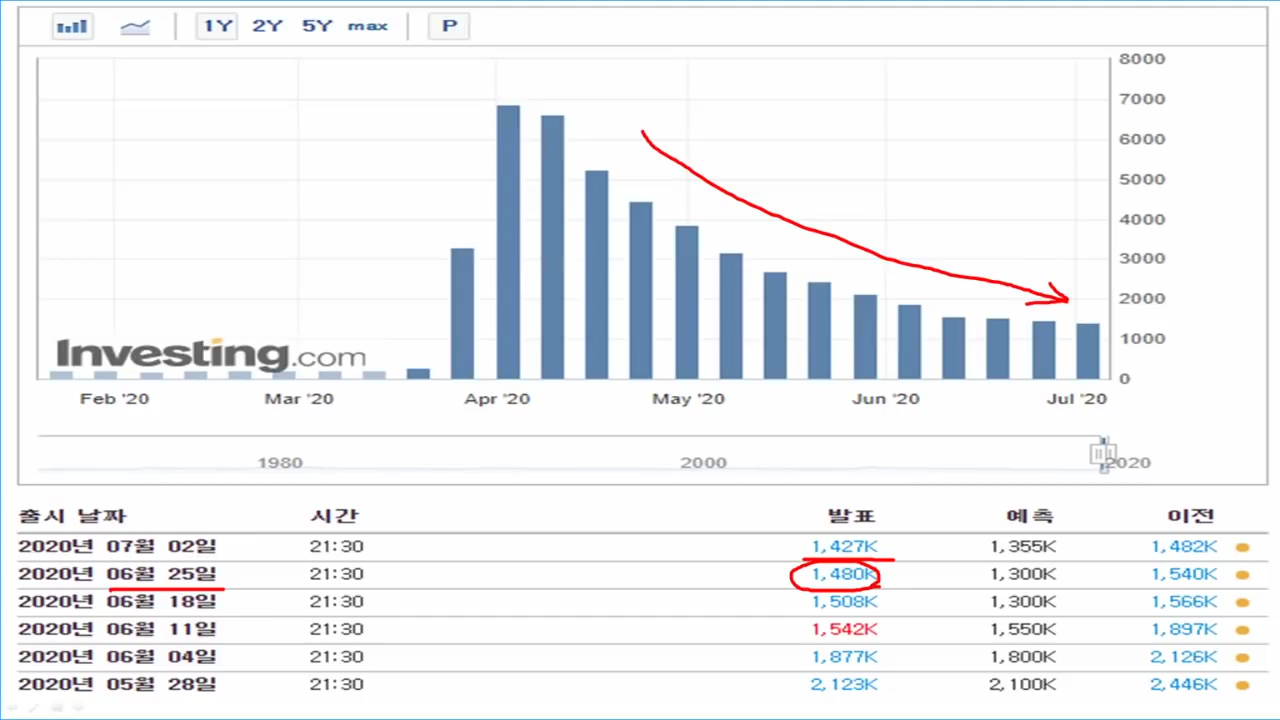 1Y 2Y 5Y max P
8000
7000
6000
5000
4000
3000
2000
1000
0
Investing.com
Feb '20 Mar '20 Apr '20 May '20 Jun '20 Jul '20
1980 2000 2020
출시 날짜 시간 발표 예측 이전
2020년 07월 02일 21:30 1,427K 1,355K 1,482K
2020년 06월 25일 21:30 1,480K 1,300K 1,540K
2020년 06월 18일 21:30 1,508K 1,300K 1,566K
2020년 06월 11일 21:30 1,542K 1,550K 1,897K
2020년 06월 04일 21:30 1,877K 1,800K 2,126K
2020년 05월 28일 21:30 2,123K 2,100K 2,446K